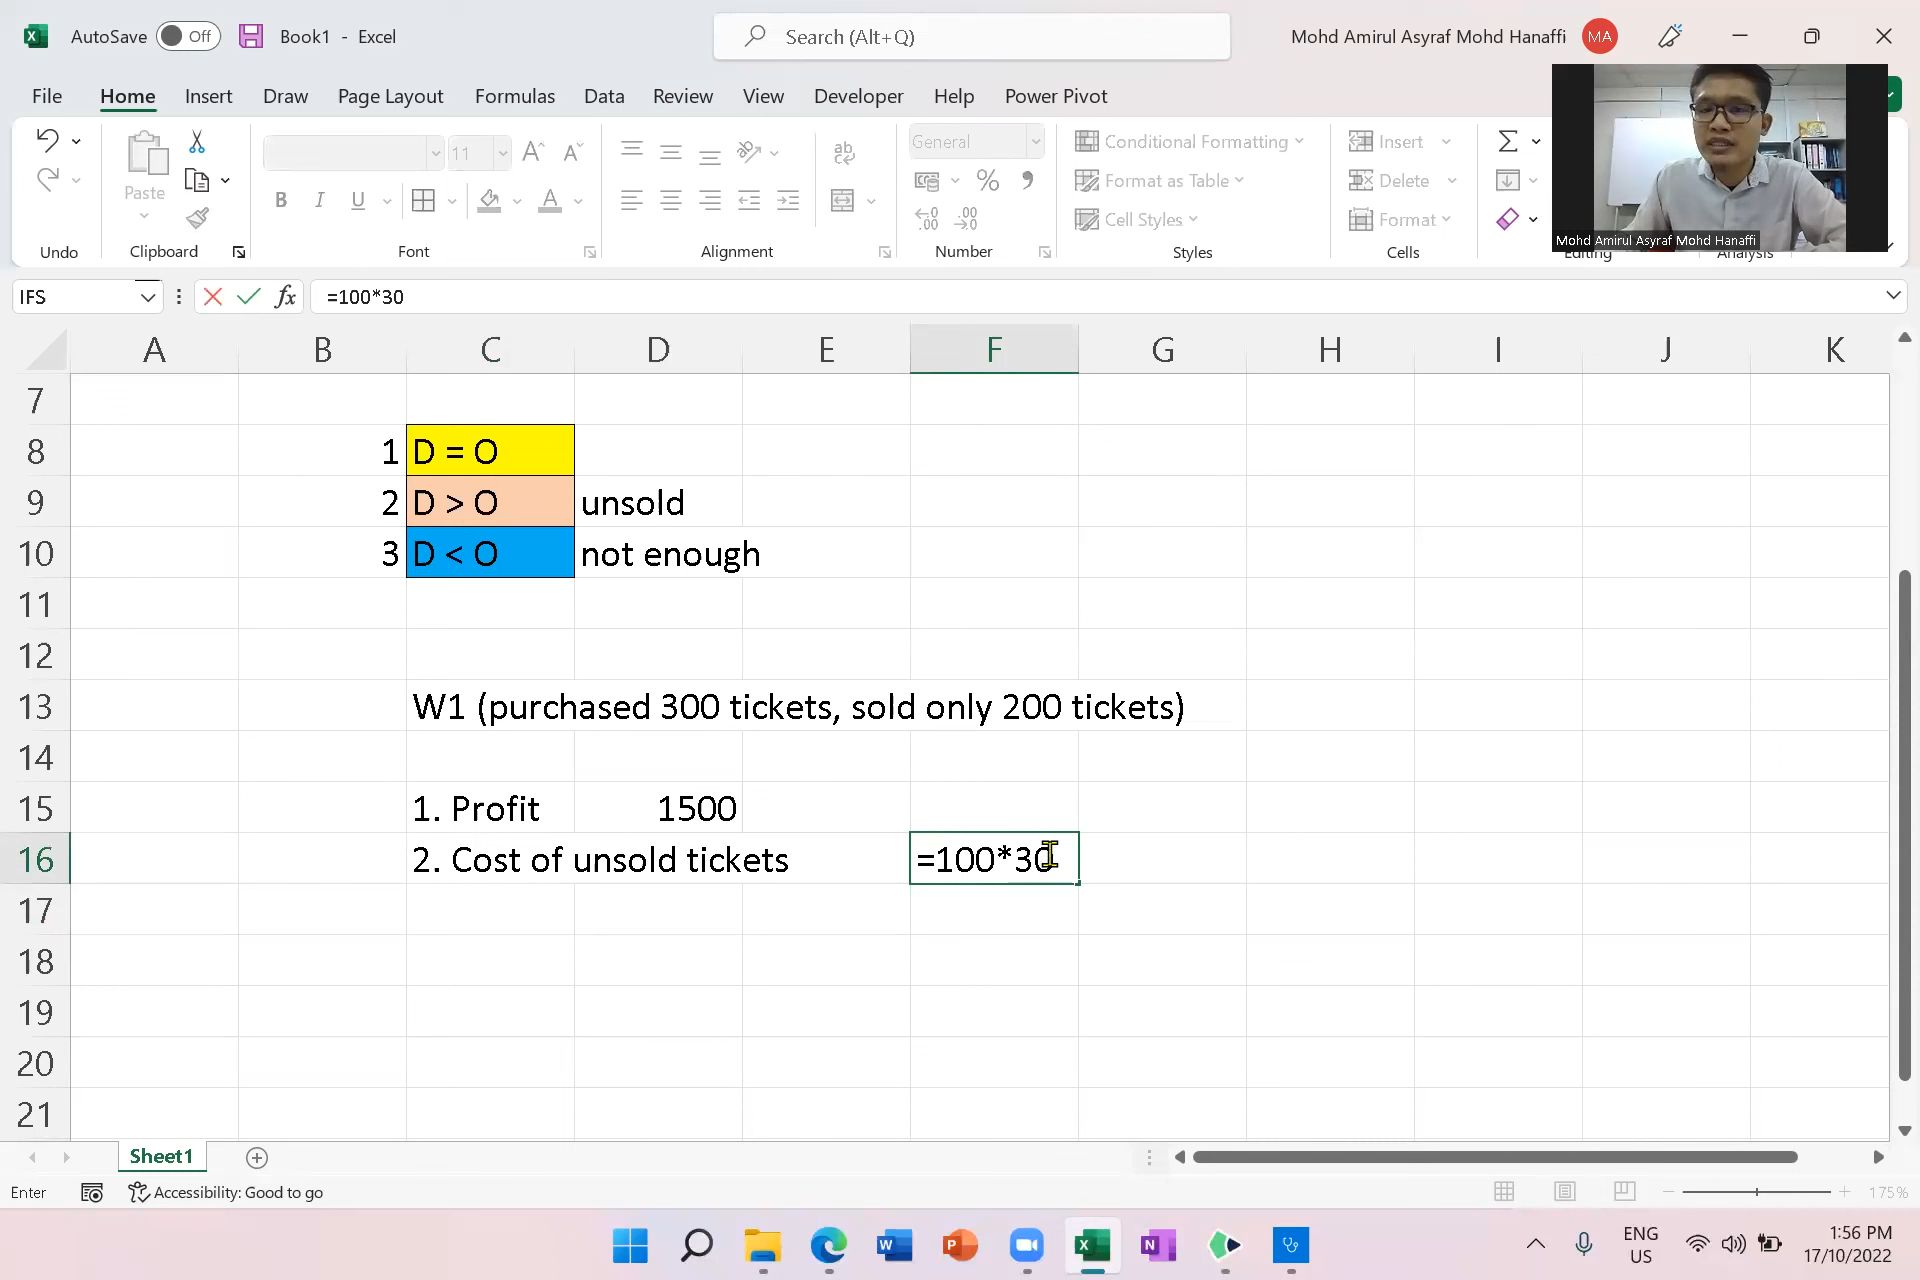 AutoSave Off Book1 - Excel
Search (Alt+Q)
Mohd Amirul Asyraf Mohd Hanaffi MA
File Home Insert Draw Page Layout Formulas Data Review View Developer Help Power Pivot
Paste
11
B I U A
General
Conditional Formatting
Format as Table
Cell Styles
Insert
Delete
Format
Undo Clipboard Font Alignment Number Styles Cells Editing Analysis
Mohd Amirul Asyraf Mohd Hanaffi
IFS fx =100*30
A B C D E F G H I J K
7
8 1 D = O
9 2 D > O unsold
10 3 D < O not enough
11
12
13 W1 (purchased 300 tickets, sold only 200 tickets)
14
15 1. Profit 1500
16 2. Cost of unsold tickets =100*30
17
18
19
20
21
Sheet1
Enter Accessibility: Good to go 175%
ENG
US
1:56 PM
17/10/2022